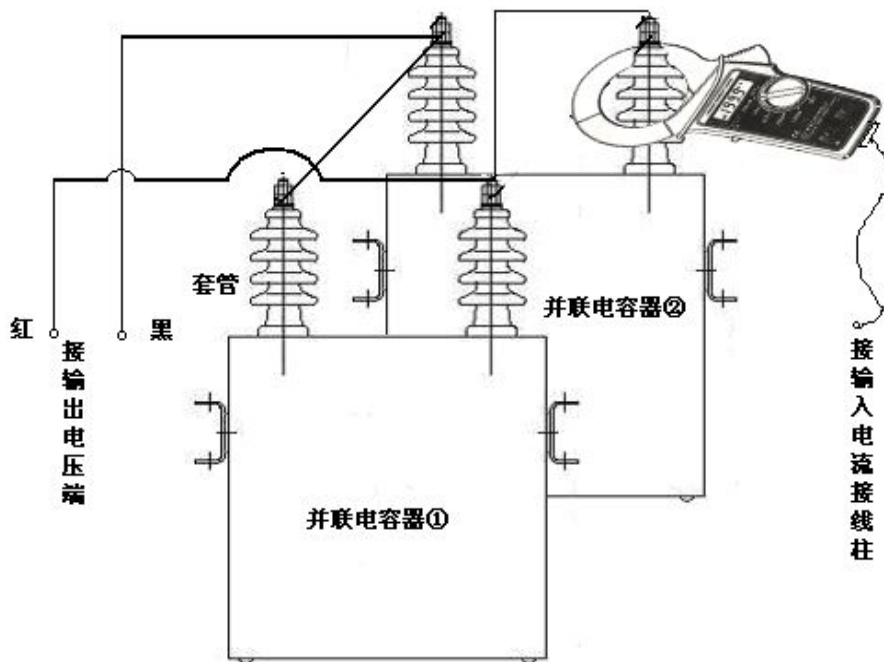 套管
红
黑
接输出电压端
并联电容器②
并联电容器①
接输入电流接线柱